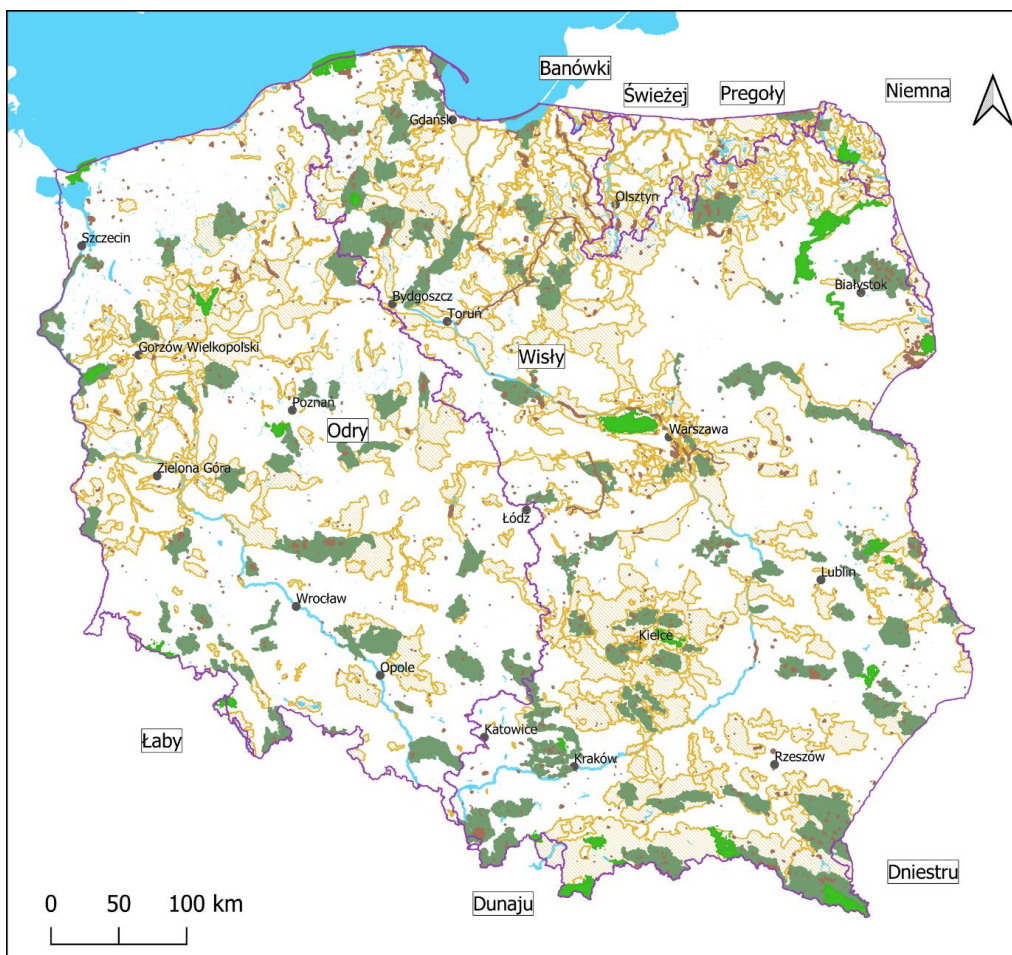 Banówki
Świeżej
Pregoły
Niemna
Gdańsk
Olsztyn
Szczecin
Białystok
Bydgoszcz
Toruń
Gorzów Wielkopolski
Wisły
Poznań
Odry
Warszawa
Zielona Góra
Łódź
Lublin
Wrocław
Kielce
Opole
Łaby
Katowice
Kraków
Rzeszów
Dniestru
Dunaju
0 50 100 km